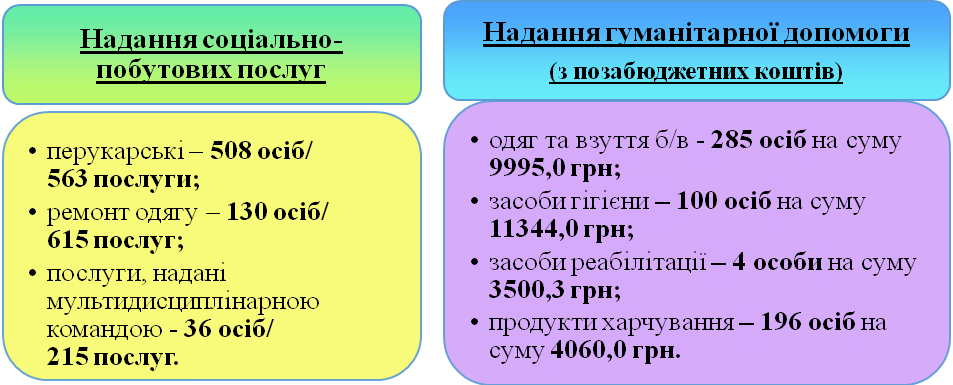 Надання соціально-
побутових послуг
• перукарські – 508 осіб/
563 послуги;
• ремонт одягу – 130 осіб/
615 послуг;
• послуги, надані
мультидисциплінарною
командою - 36 осіб/
215 послуг.
Надання гуманітарної допомоги
(з позабюджетних коштів)
• одяг та взуття б/в - 285 осіб на суму
9995,0 грн;
• засоби гігієни – 100 осіб на суму
11344,0 грн;
• засоби реабілітації – 4 особи на суму
3500,3 грн;
• продукти харчування – 196 осіб на
суму 4060,0 грн.